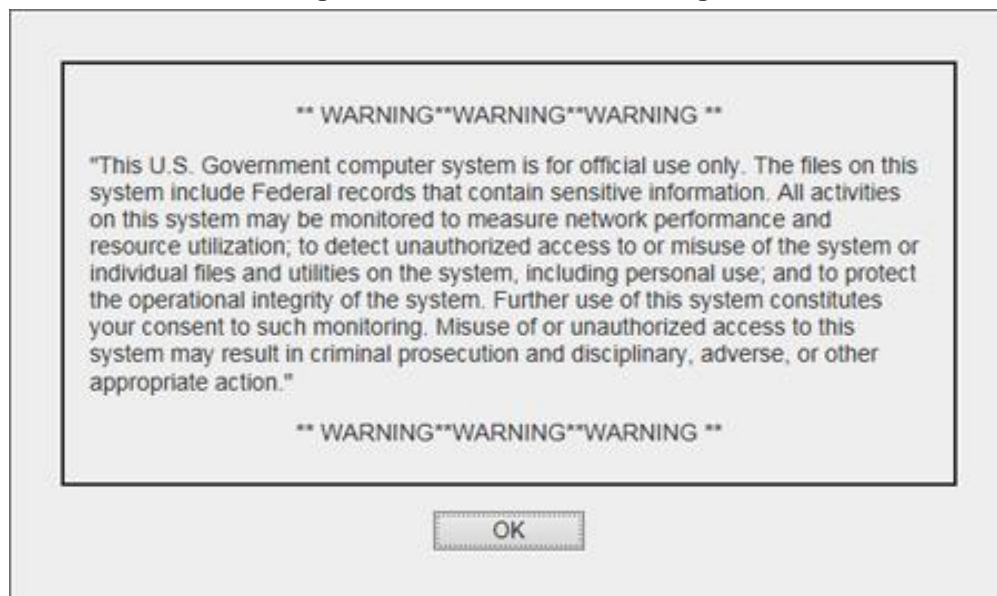 ** WARNING**WARNING**WARNING **
"This U.S. Government computer system is for official use only. The files on this
system include Federal records that contain sensitive information. All activities
on this system may be monitored to measure network performance and
resource utilization; to detect unauthorized access to or misuse of the system or
individual files and utilities on the system, including personal use; and to protect
the operational integrity of the system. Further use of this system constitutes
your consent to such monitoring. Misuse of or unauthorized access to this
system may result in criminal prosecution and disciplinary, adverse, or other
appropriate action."
** WARNING**WARNING**WARNING **
OK